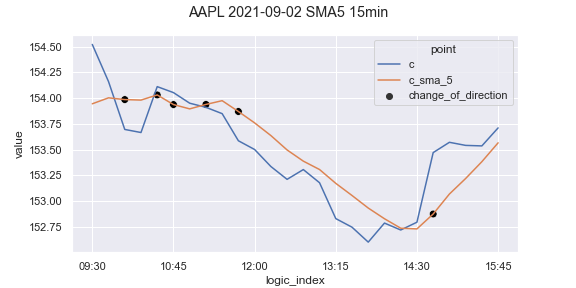 AAPL 2021-09-02 SMA5 15min
point
c
c_sma_5
change_of_direction
154.50
154.25
154.00
153.75
153.50
153.25
153.00
152.75
value
09:30 10:45 12:00 13:15 14:30 15:45
logic_index